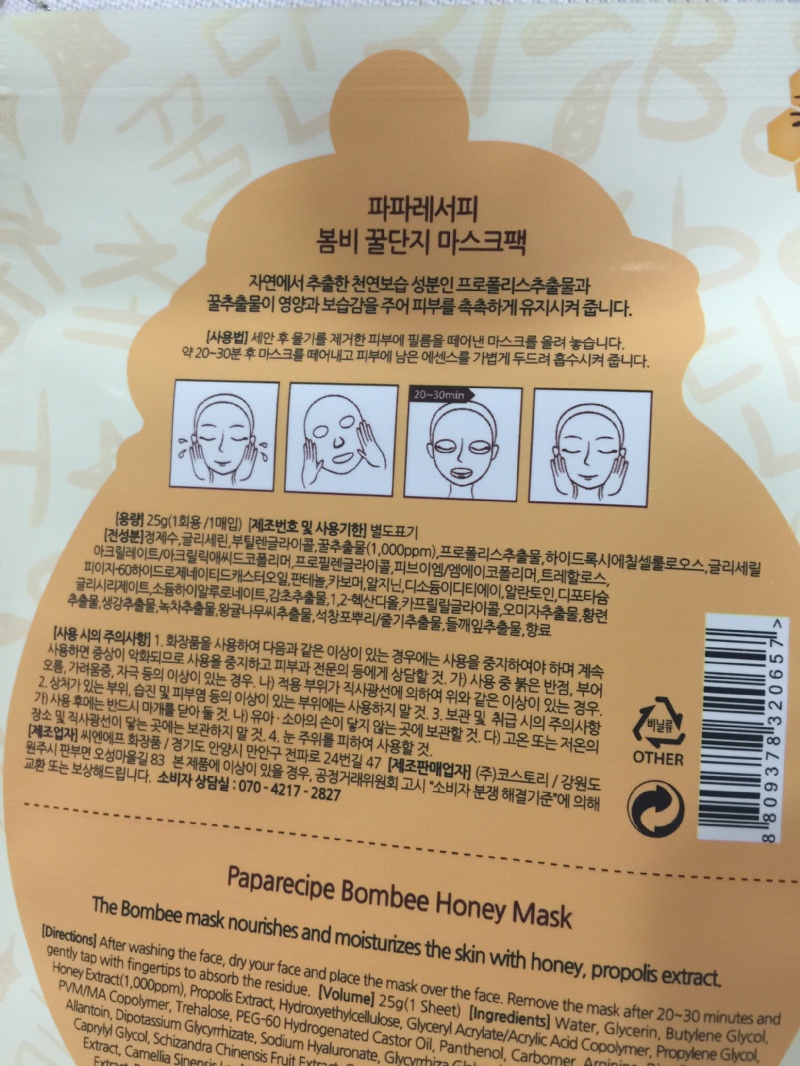 파파레서피
봄비 꿀단지 마스크팩
자연에서 추출한 천연보습 성분인 프로폴리스추출물과
꿀추출물이 영양과 보습감을 주어 피부를 촉촉하게 유지시켜 줍니다.
[사용법] 세안 후 물기를 제거한 피부에 필름을 떼어낸 마스크를 올려 놓습니다.
약 20~30분 후 마스크를 떼어내고 피부에 남은 에센스를 가볍게 두드려 흡수시켜 줍니다.
20~30min
[용량] 25g(1회용 /1매입) [제조번호 및 사용기한] 별도표기
[전성분]정제수,글리세린,부틸렌글라이콜,꿀추출물(1,000ppm),프로폴리스추출물,하이드록시에칠셀룰로오스,글리세릴
아크릴레이트/아크릴릭애씨드코폴리머,프로필렌글라이콜,피브이엠/엠에이코폴리머,트레할로스,
피이지-60하이드로제네이티드캐스터오일,판테놀,카보머,알지닌,디소듐이디티에이,알란토인,디포타슘
글리시리제이트,소듐하이알루로네이트,감초추출물,1,2-헥산디올,카프릴릴글라이콜,오미자추출물,황련
추출물,생강추출물,녹차추출물,왕귤나무씨추출물,석창포뿌리/줄기추출물,들깨잎추출물,향료
[사용 시의 주의사항] 1. 화장품을 사용하여 다음과 같은 이상이 있는 경우에는 사용을 중지하여야 하며 계속
사용하면 증상이 악화되므로 사용을 중지하고 피부과 전문의 등에게 상담할 것. 가) 사용 중 붉은 반점, 부어
오름, 가려움증, 자극 등의 이상이 있는 경우. 나) 적용 부위가 직사광선에 의하여 위와 같은 이상이 있는 경우.
2. 상처가 있는 부위, 습진 및 피부염 등의 이상이 있는 부위에는 사용하지 말 것. 3. 보관 및 취급 시의 주의사항
가) 사용 후에는 반드시 마개를 닫아 둘 것. 나) 유아·소아의 손이 닿지 않는 곳에 보관할 것. 다) 고온 또는 저온의
장소 및 직사광선이 닿는 곳에는 보관하지 말 것. 4. 눈 주위를 피하여 사용할 것.
[제조업자] 씨엔에프 화장품 / 경기도 안양시 만안구 전파로 24번길 47 [제조판매업자] (주)코스토리 / 강원도
원주시 판부면 오성마을길 83 본 제품에 이상이 있을 경우, 공정거래위원회 고시 "소비자 분쟁 해결기준"에 의해
교환 또는 보상해드립니다. 소비자 상담실 : 070 - 4217 - 2827
비닐류
OTHER
8 809378 320657 >
Paparecipe Bombee Honey Mask
The Bombee mask nourishes and moisturizes the skin with honey, propolis extract.
[Directions] After washing the face, dry your face and place the mask over the face. Remove the mask after 20~30 minutes and
gently tap with fingertips to absorb the residue. [Volume] 25g(1 Sheet) [Ingredients] Water, Glycerin, Butylene Glycol,
Honey Extract(1,000ppm), Propolis Extract, Hydroxyethylcellulose, Glyceryl Acrylate/Acrylic Acid Copolymer, Propylene Glycol,
PVM/MA Copolymer, Trehalose, PEG-60 Hydrogenated Castor Oil, Panthenol, Carbomer, Arginine,
Allantoin, Dipotassium Glycyrrhizate, Sodium Hyaluronate, Glycyrrhiza
Caprylyl Glycol, Schizandra Chinensis Fruit Extract,
Extract, Camellia Sinensis